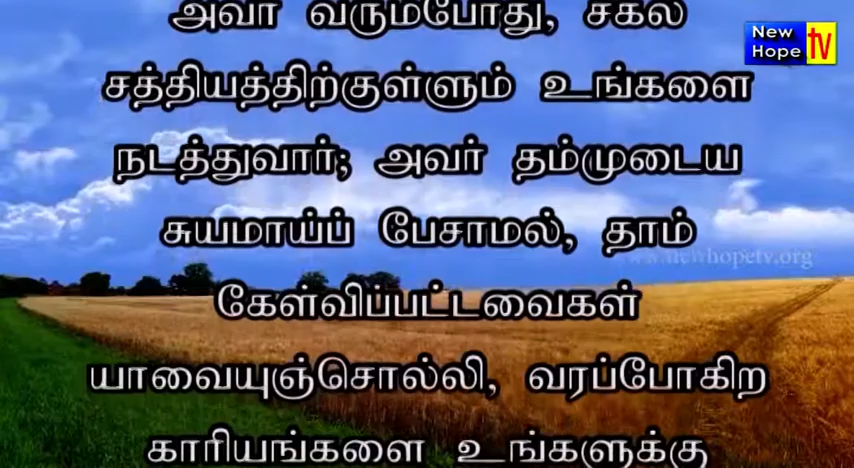 அவர் வரும்போது, சகல
சத்தியத்திற்குள்ளும் உங்களை
நடத்துவார்; அவர் தம்முடைய
சுயமாய்ப் பேசாமல், தாம்
கேள்விப்பட்டவைகள்
யாவையுஞ்சொல்லி, வரப்போகிற
காரியங்களை உங்களுக்கு
New
Hope TV
www.newhopetv.org